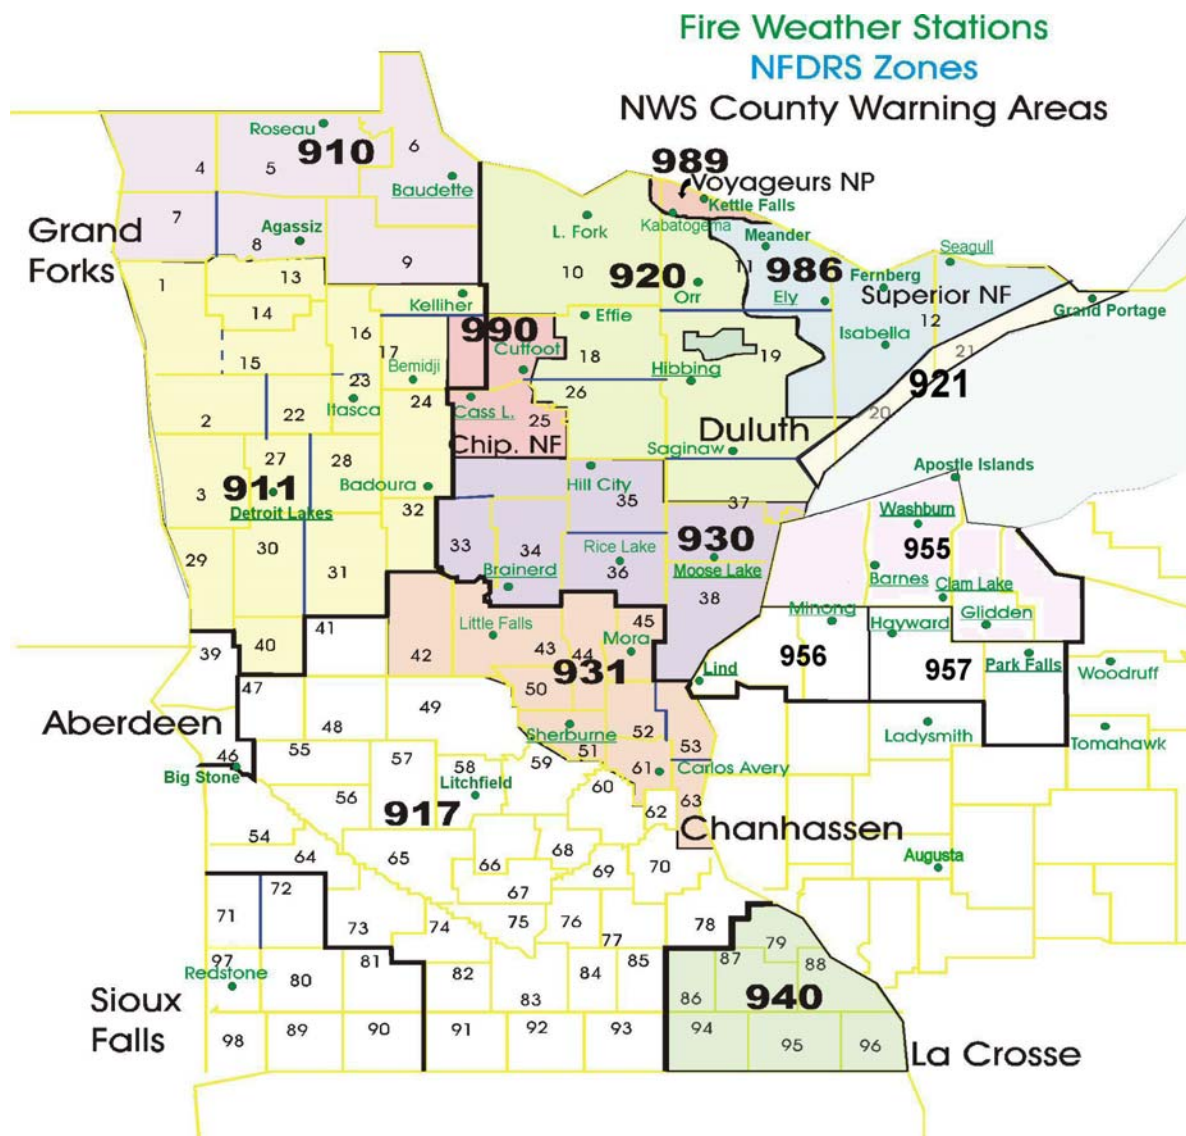 Fire Weather Stations
NFDRS Zones
NWS County Warning Areas
Roseau
910
6
4
5
Baudette
989
Voyageurs NP
Kettle Falls
Kabatogema
7
Agassiz
8
9
Grand
Forks
L. Fork
10
920
Orr
11
Meander
986
Ely
Fernberg
Seagull
Superior NF
12
Isabella
Grand Portage
21
921
20
1
13
14
Kelliher
990
Cutfoot
Effie
18
19
Hibbing
16
17
15
Bemidji
23
Itasca
24
Cass L.
25
26
2
22
Chip. NF
Duluth
Saginaw
27
28
3
911
Detroit Lakes
Badoura
32
Hill City
35
37
Apostle Islands
Washburn
955
Barnes
Clam Lake
Glidden
29
30
31
33
34
Brainerd
Rice Lake
36
930
Moose Lake
38
Minong
Hayward
956
957
Park Falls
Woodruff
39
40
41
42
Little Falls
43
44
45
Mora
931
Lind
47
50
Aberdeen
48
49
Sherburne
51
52
53
Ladysmith
Tomahawk
46
Big Stone
55
57
58
59
Litchfield
56
917
60
61
Carlos Avery
62
63
Chanhassen
54
64
65
66
68
67
69
70
Augusta
71
72
73
74
75
76
77
78
79
97
Redstone
80
81
82
83
84
85
86
87
88
940
Sioux
Falls
98
89
90
91
92
93
94
95
96
La Crosse